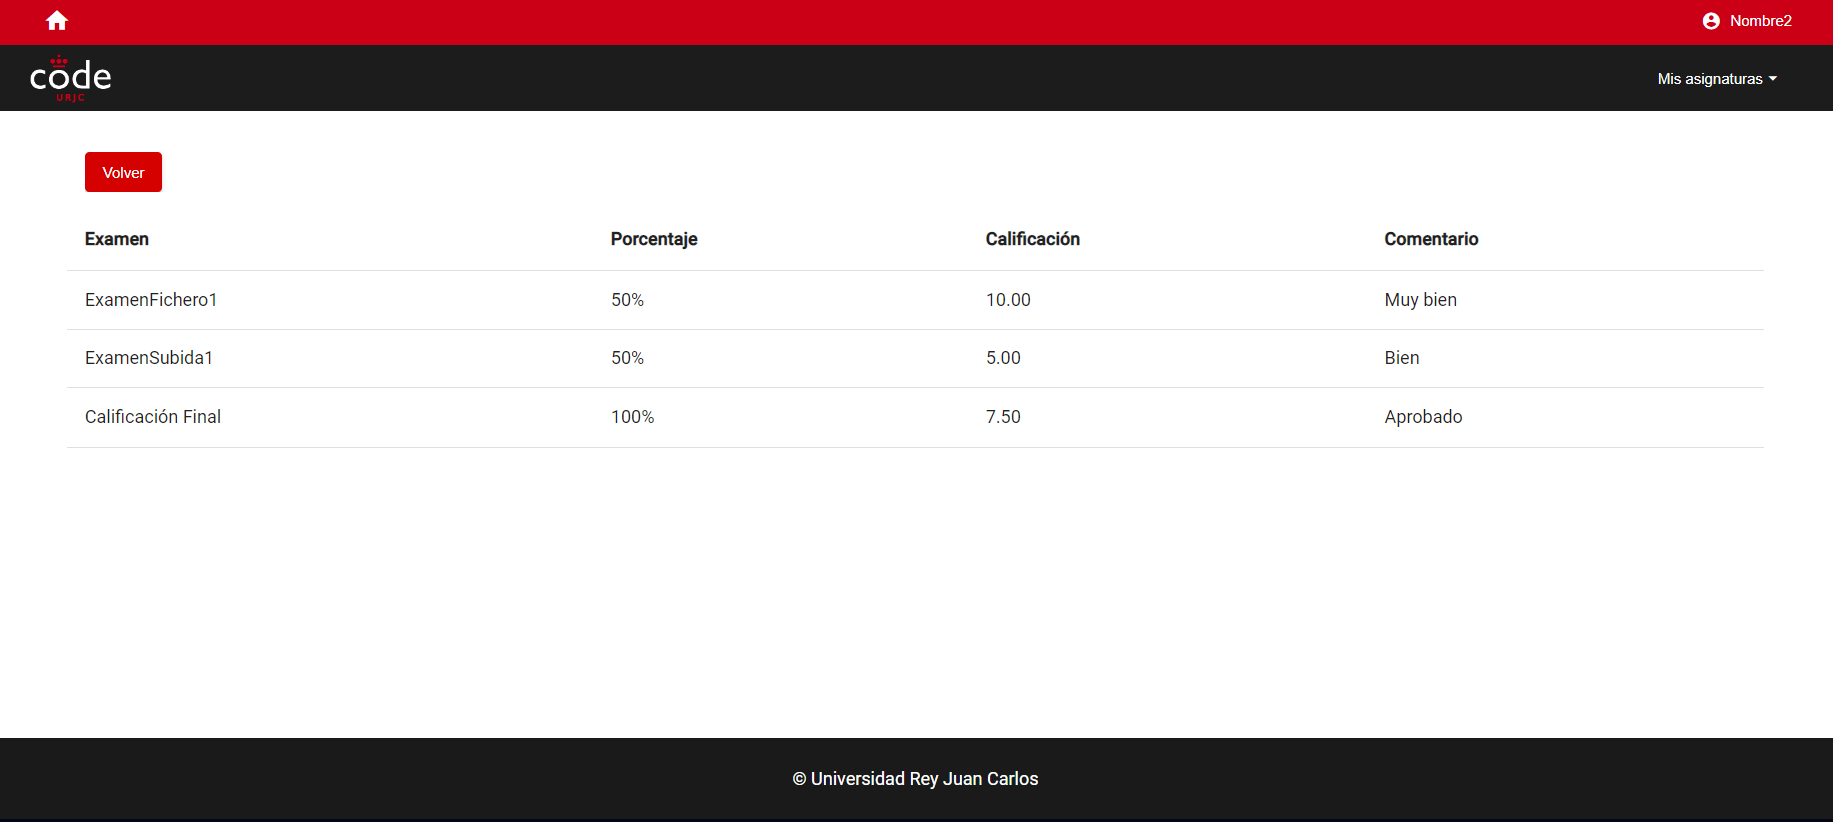 Nombre2
code
URJC
Mis asignaturas
Volver
Examen Porcentaje Calificación Comentario
ExamenFichero1 50% 10.00 Muy bien
ExamenSubida1 50% 5.00 Bien
Calificación Final 100% 7.50 Aprobado
© Universidad Rey Juan Carlos